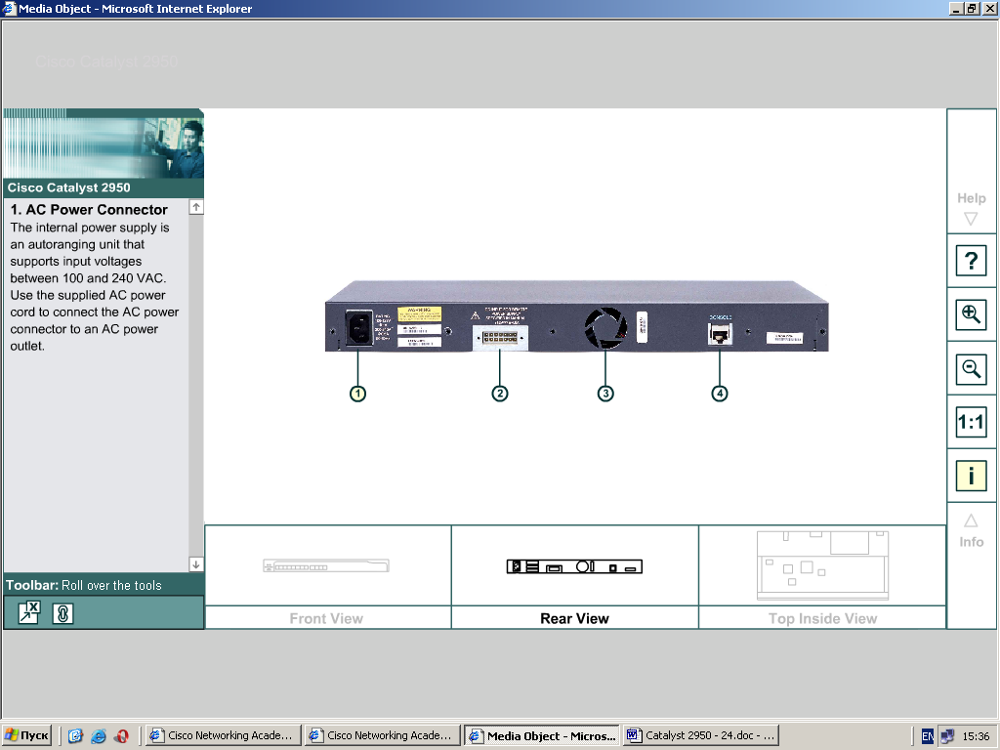 Media Object - Microsoft Internet Explorer
Cisco Catalyst 2950
Cisco Catalyst 2950
1. AC Power Connector
The internal power supply is
an autoranging unit that
supports input voltages
between 100 and 240 VAC.
Use the supplied AC power
cord to connect the AC power
connector to an AC power
outlet.
WARNING
CONSOLE
1
2
3
4
Help
?
1:1
i
Info
Toolbar: Roll over the tools
Front View
Rear View
Top Inside View
Пуск
Cisco Networking Acade...
Cisco Networking Acade...
Media Object - Micros...
Catalyst 2950 - 24.doc - ...
EN
15:36